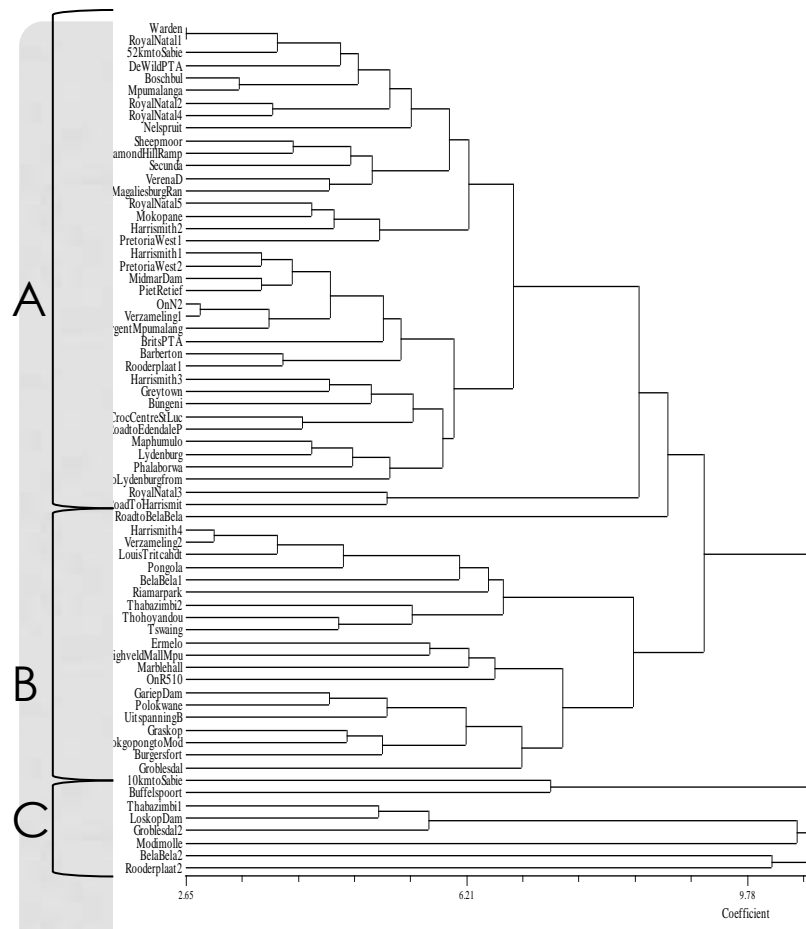 Warden
RoyalNatal1
52kmtoSabie
DeWildPTA
Boschbul
Mpumalanga
RoyalNatal2
RoyalNatal4
Nelspruit
Sheepmoor
amondHillRamp
Secunda
VerenaD
MagaliesburgRan
RoyalNatal5
Mokopane
Harrismith2
PretoriaWest1
Harrismith1
PretoriaWest2
MidmarDam
PietRetief
OnN2
Verzameling1
rgentMpumalang
BritsPTA
Barberton
Rooderplaat1
Harrismith3
Greytown
Bungeni
CrocCentreStLuc
RoadtoEdendaleP
Maphumulo
Lydenburg
Phalaborwa
oLydenburgfrom
RoyalNatal3
RoadToHarrismit
RoadtoBelaBela
Harrismith4
Verzameling2
LouisTritcahdt
Pongola
BelaBela1
Riamarpark
Thabazimbi2
Thohoyandou
Tswaing
Ermelo
ighveldMallMpu
Marblehall
OnR510
GariepDam
Polokwane
UitspanningB
Graskop
okgopongtoMod
Burgersfort
Groblesdal
10kmtoSabie
Buffelspoort
Thabazimbi1
LoskopDam
Groblesdal2
Modimolle
BelaBela2
Rooderplaat2
A
B
C
2.65 6.21 9.78
Coefficient